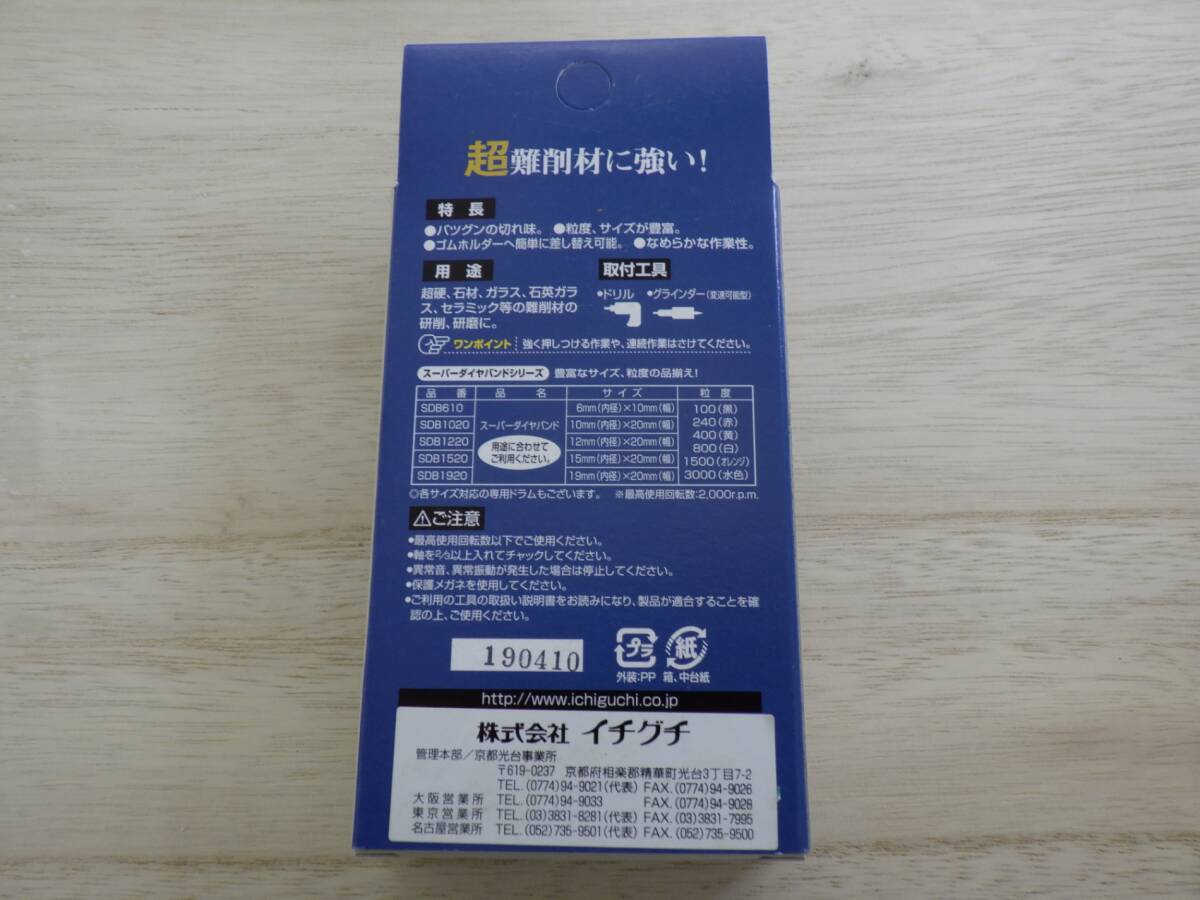 超難削材に強い!
特長
●バツグンの切れ味。 ●粒度、サイズが豊富。
●ゴムホルダーへ簡単に差し替え可能。 ●なめらかな作業性。
用途
超硬、石材、ガラス、石英ガラ
ス、セラミック等の難削材の
研削、研磨に。
取付工具
●ドリル ●グラインダー(変速可能型)
ワンポイント 強く押しつける作業や、連続作業はさけてください。
スーパーダイヤバンドシリーズ 豊富なサイズ、粒度の品揃え!
品番 品名 サイズ 粒度
SDB610 6mm(内径)×10mm(幅) 100(黒)
SDB1020 スーパーダイヤバンド 10mm(内径)×20mm(幅) 240(赤)
SDB1220 用途に合わせて 12mm(内径)×20mm(幅) 400(黄)
800(白)
SDB1520 ご利用ください。 15mm(内径)×20mm(幅) 1500(オレンジ)
SDB1920 19mm(内径)×20mm(幅) 3000(水色)
◎各サイズ対応の専用ドラムもございます。 ※最高使用回転数:2,000r.p.m.
ご注意
●最高使用回転数以下でご使用ください。
●軸を2/3以上入れてチャックしてください。
●異常音、異常振動が発生した場合は停止してください。
●保護メガネを使用してください。
●ご利用の工具の取扱い説明書をお読みになり、製品が適合することを確
認の上、ご使用ください。
190410
プラ 紙
外装:PP 箱、中台紙
http://www.ichiguchi.co.jp
株式会社 イチグチ
管理本部/京都光台事業所
〒619-0237 京都府相楽郡精華町光台3丁目7-2
TEL.(0774)94-9021(代表) FAX.(0774)94-9026
大阪営業所 TEL.(0774)94-9033 FAX.(0774)94-9028
東京営業所 TEL.(03)3831-8281(代表) FAX.(03)3831-7995
名古屋営業所 TEL.(052)735-9501(代表) FAX.(052)735-9500